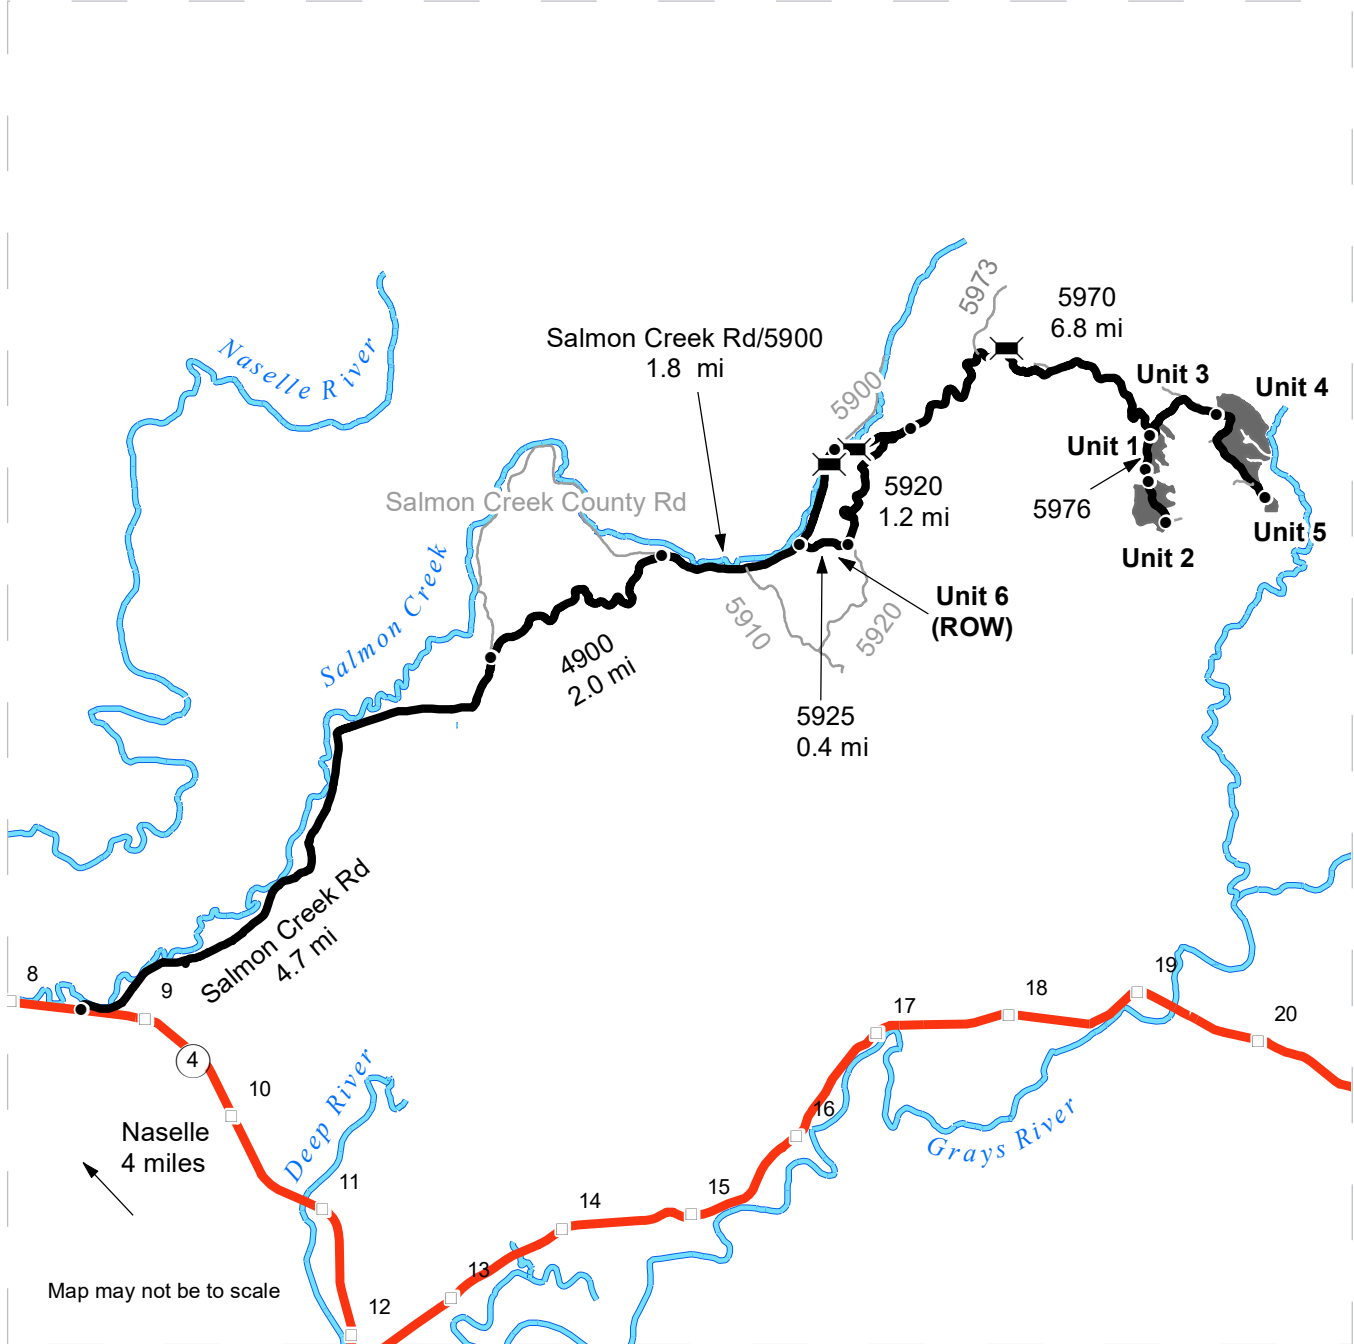 5973
5970
6.8 mi
Naselle River
Salmon Creek Rd/5900
1.8 mi
Unit 3
Unit 4
5900
Unit 1
5920
1.2 mi
Salmon Creek County Rd
5976
Unit 5
Unit 2
Salmon Creek
5910
5920
Unit 6
(ROW)
4900
2.0 mi
5925
0.4 mi
Salmon Creek Rd
4.7 mi
8
9
19
18
17
20
4
10
16
Naselle
4 miles
Deep River
Grays River
11
15
14
13
12
Map may not be to scale